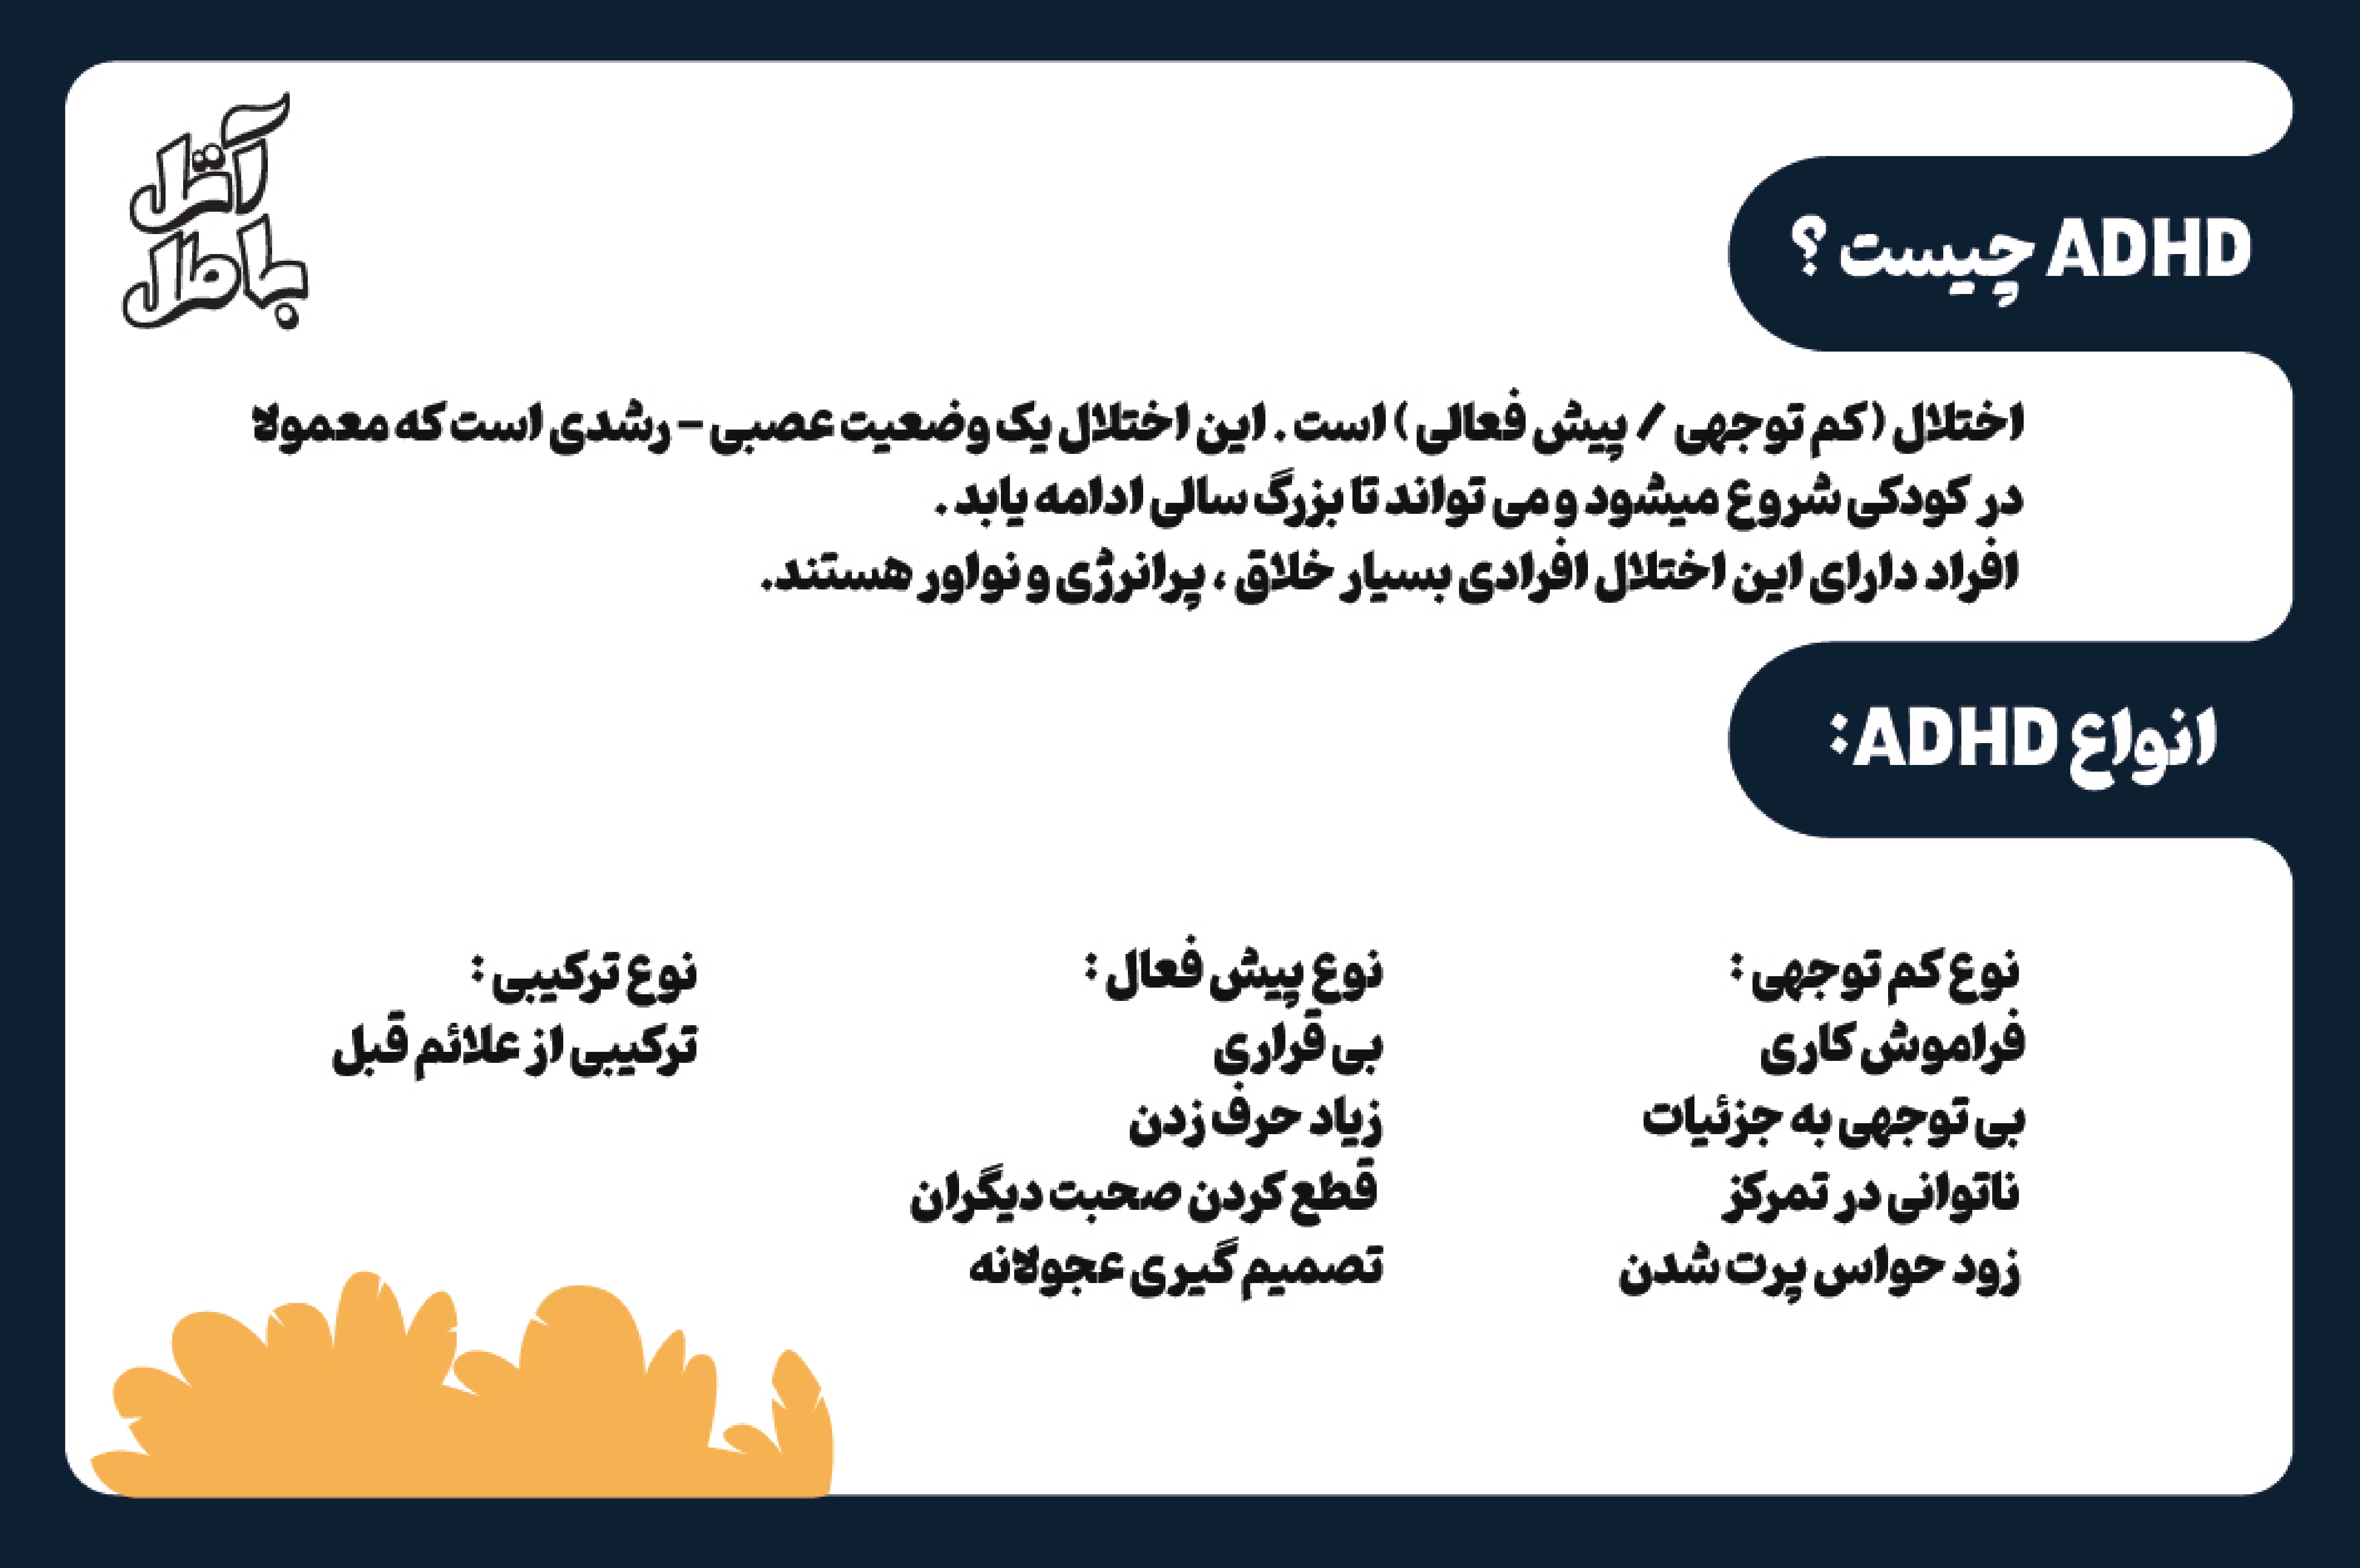 آتل
باطل
ADHD چیست ؟
اختلال (کم توجهی / پیش فعالی) است . این اختلال یک وضعیت عصبی - رشدی است که معمولا
در کودکی شروع میشود و می تواند تا بزرگ سالی ادامه یابد .
افراد دارای این اختلال افرادی بسیار خلاق ، پرانرژی و نواور هستند.
انواع ADHD:
نوع کم توجهی :
فراموش کاری
بی توجهی به جزئیات
ناتوانی در تمرکز
زود حواس پرت شدن
نوع پیش فعال :
بی قراری
زیاد حرف زدن
قطع کردن صحبت دیگران
تصمیم گیری عجولانه
نوع ترکیبی :
ترکیبی از علائم قبل